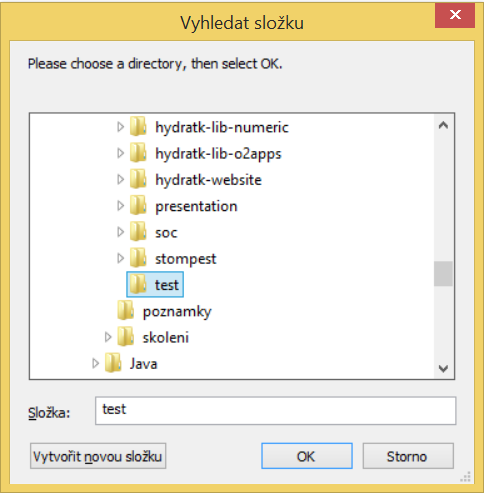 Vyhledat složku
Please choose a directory, then select OK.
hydratk-lib-numeric
hydratk-lib-o2apps
hydratk-website
presentation
soc
stompest
test
poznamky
skoleni
Java
Složka: test
Vytvořit novou složku OK Storno